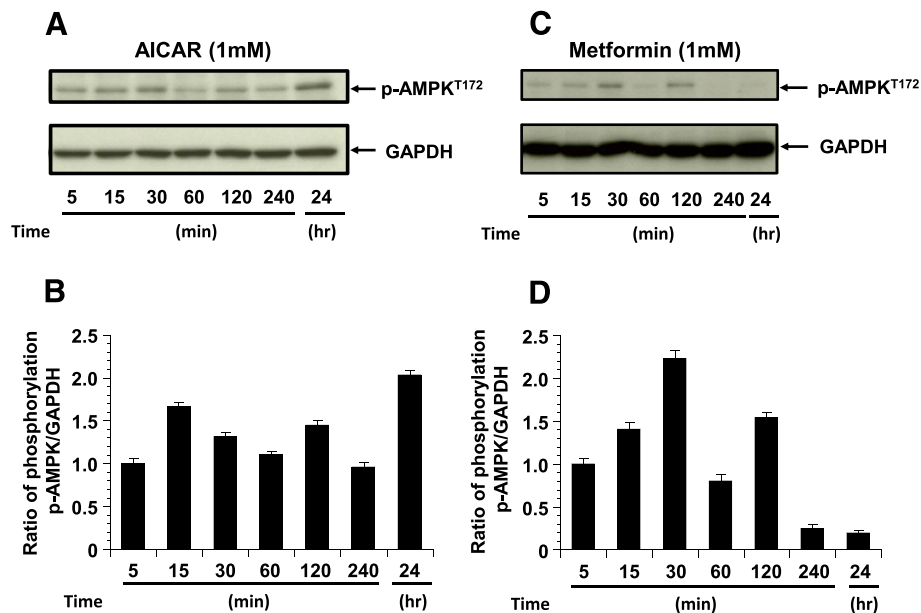 A
AICAR (1mM)
p-AMPKT172
GAPDH
5 15 30 60 120 240 24
Time (min) (hr)
C
Metformin (1mM)
p-AMPKT172
GAPDH
5 15 30 60 120 240 24
Time (min) (hr)
B
Ratio of phosphorylation
p-AMPK/GAPDH
2.5
2.0
1.5
1.0
0.5
0
5 15 30 60 120 240 24
Time (min) (hr)
D
Ratio of phosphorylation
p-AMPK/GAPDH
2.5
2.0
1.5
1.0
0.5
0
5 15 30 60 120 240 24
Time (min) (hr)